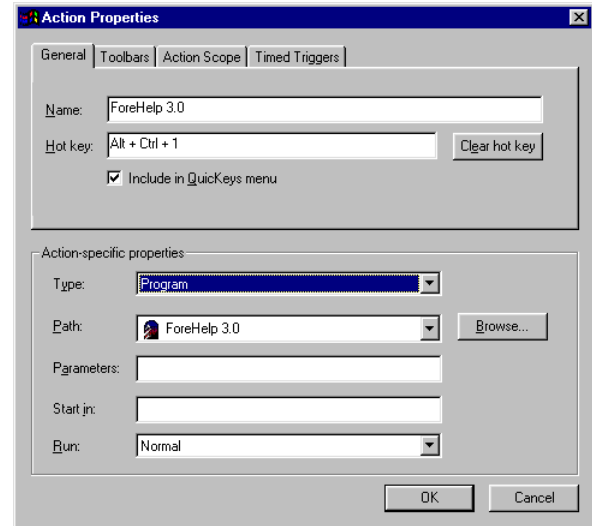 Action Properties
General Toolbars Action Scope Timed Triggers
Name: ForeHelp 3.0
Hot key: Alt + Ctrl + 1 Clear hot key
Include in QuicKeys menu
Action-specific properties
Type: Program
Path: ForeHelp 3.0 Browse...
Parameters:
Start in:
Run: Normal
OK Cancel